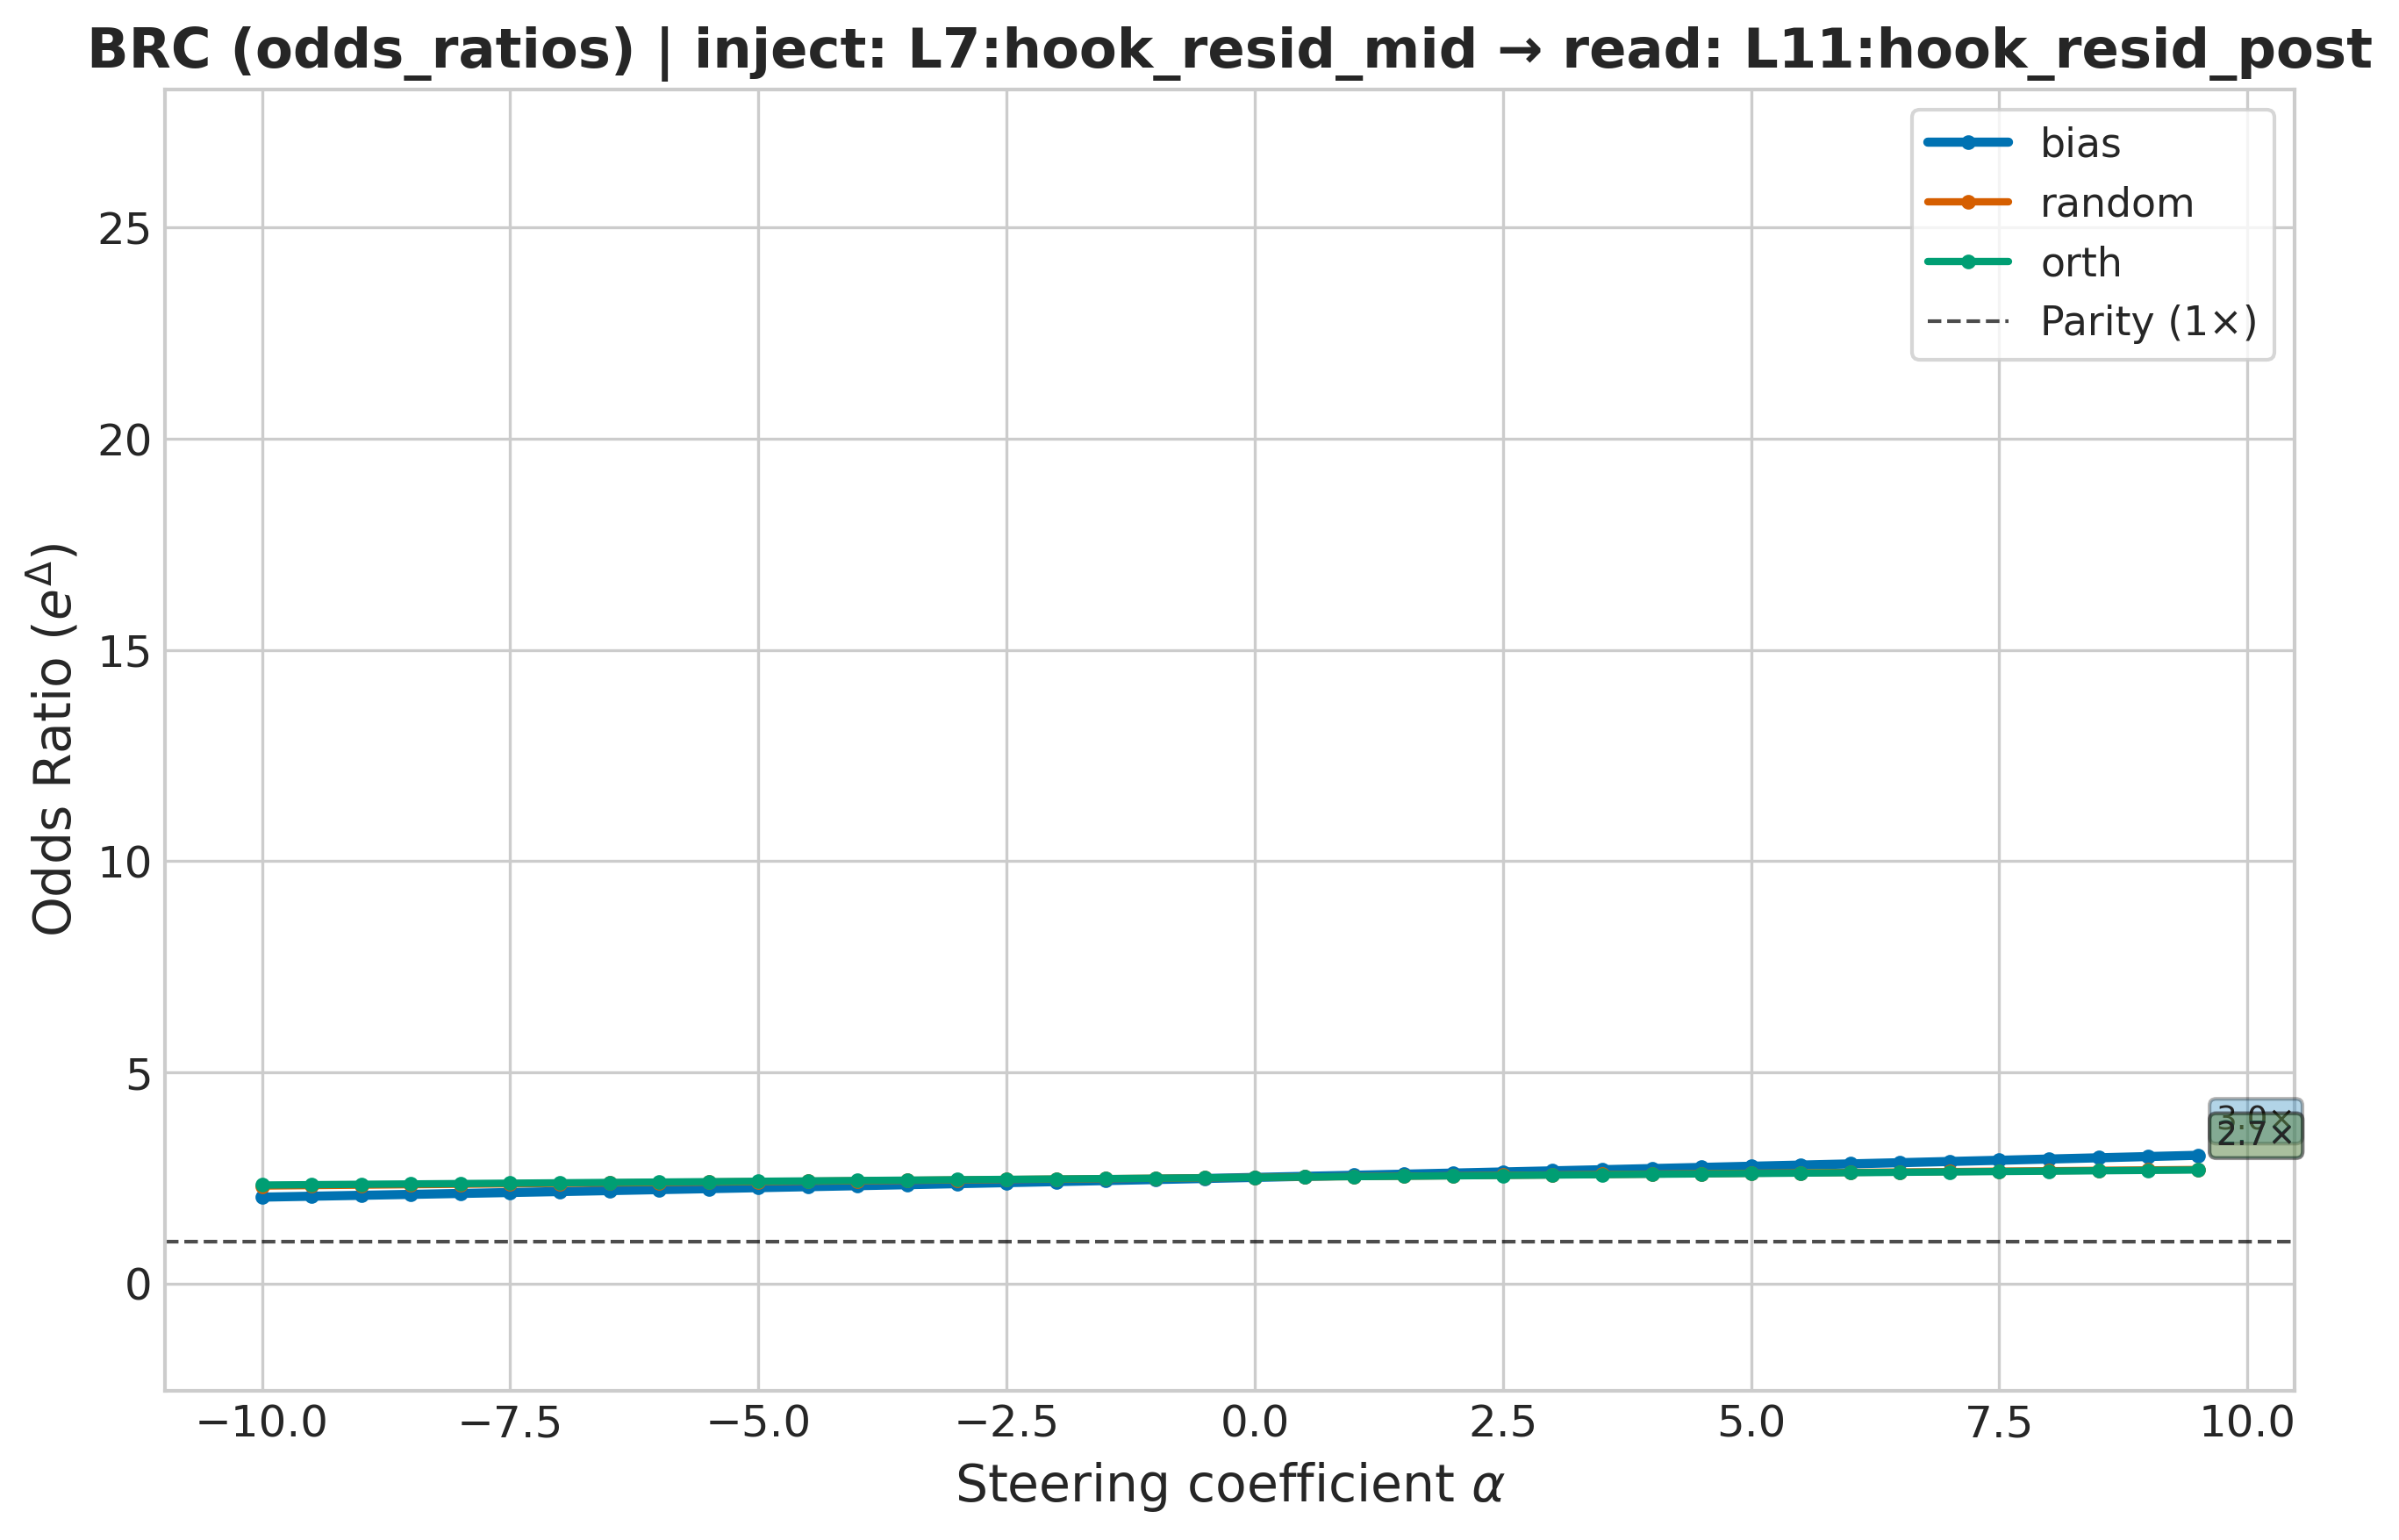 BRC (odds_ratios) | inject: L7:hook_resid_mid → read: L11:hook_resid_post
bias
random
orth
Parity (1×)
25
20
15
10
5
0
Odds Ratio (e^Δ)
3.0×
2.7×
−10.0 −7.5 −5.0 −2.5 0.0 2.5 5.0 7.5 10.0
Steering coefficient α